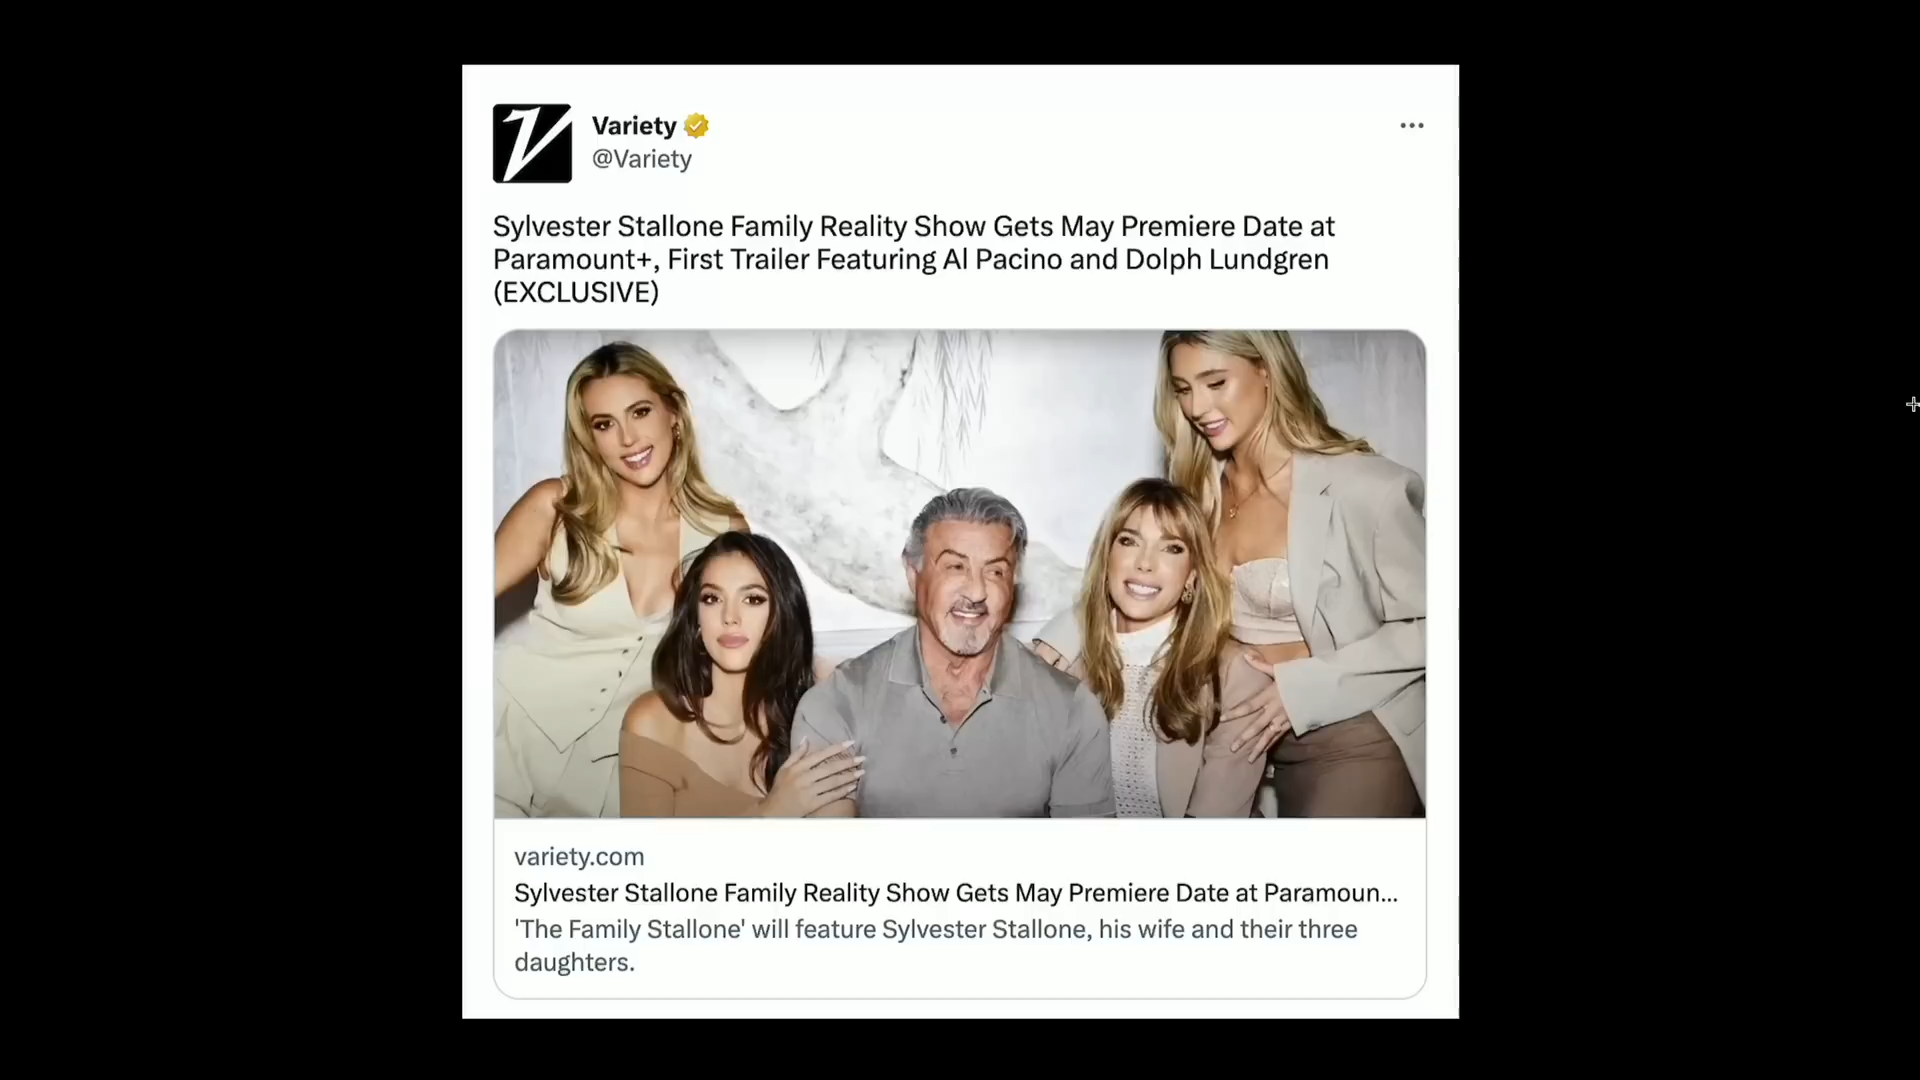 Variety
@Variety
Sylvester Stallone Family Reality Show Gets May Premiere Date at
Paramount+, First Trailer Featuring Al Pacino and Dolph Lundgren
(EXCLUSIVE)
variety.com
Sylvester Stallone Family Reality Show Gets May Premiere Date at Paramoun...
'The Family Stallone' will feature Sylvester Stallone, his wife and their three
daughters.